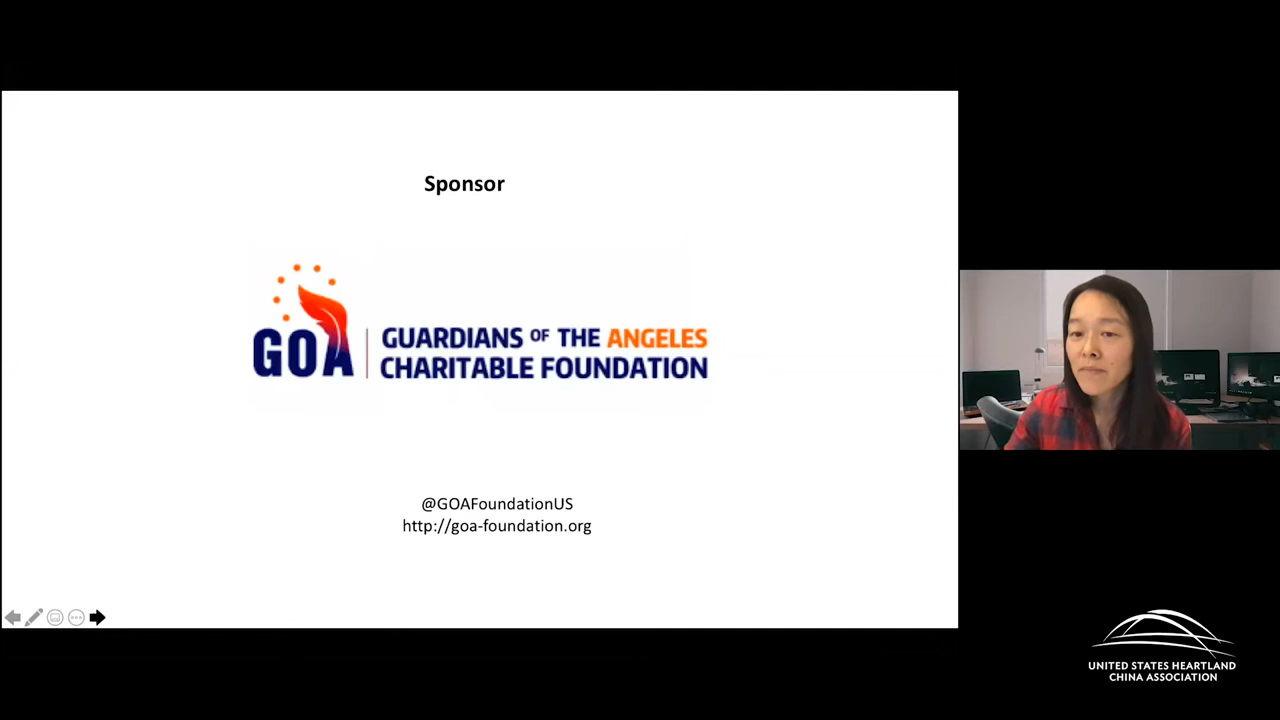 Sponsor
GOA
GUARDIANS OF THE ANGELES
CHARITABLE FOUNDATION
@GOAFoundationUS
http://goa-foundation.org
UNITED STATES HEARTLAND
CHINA ASSOCIATION